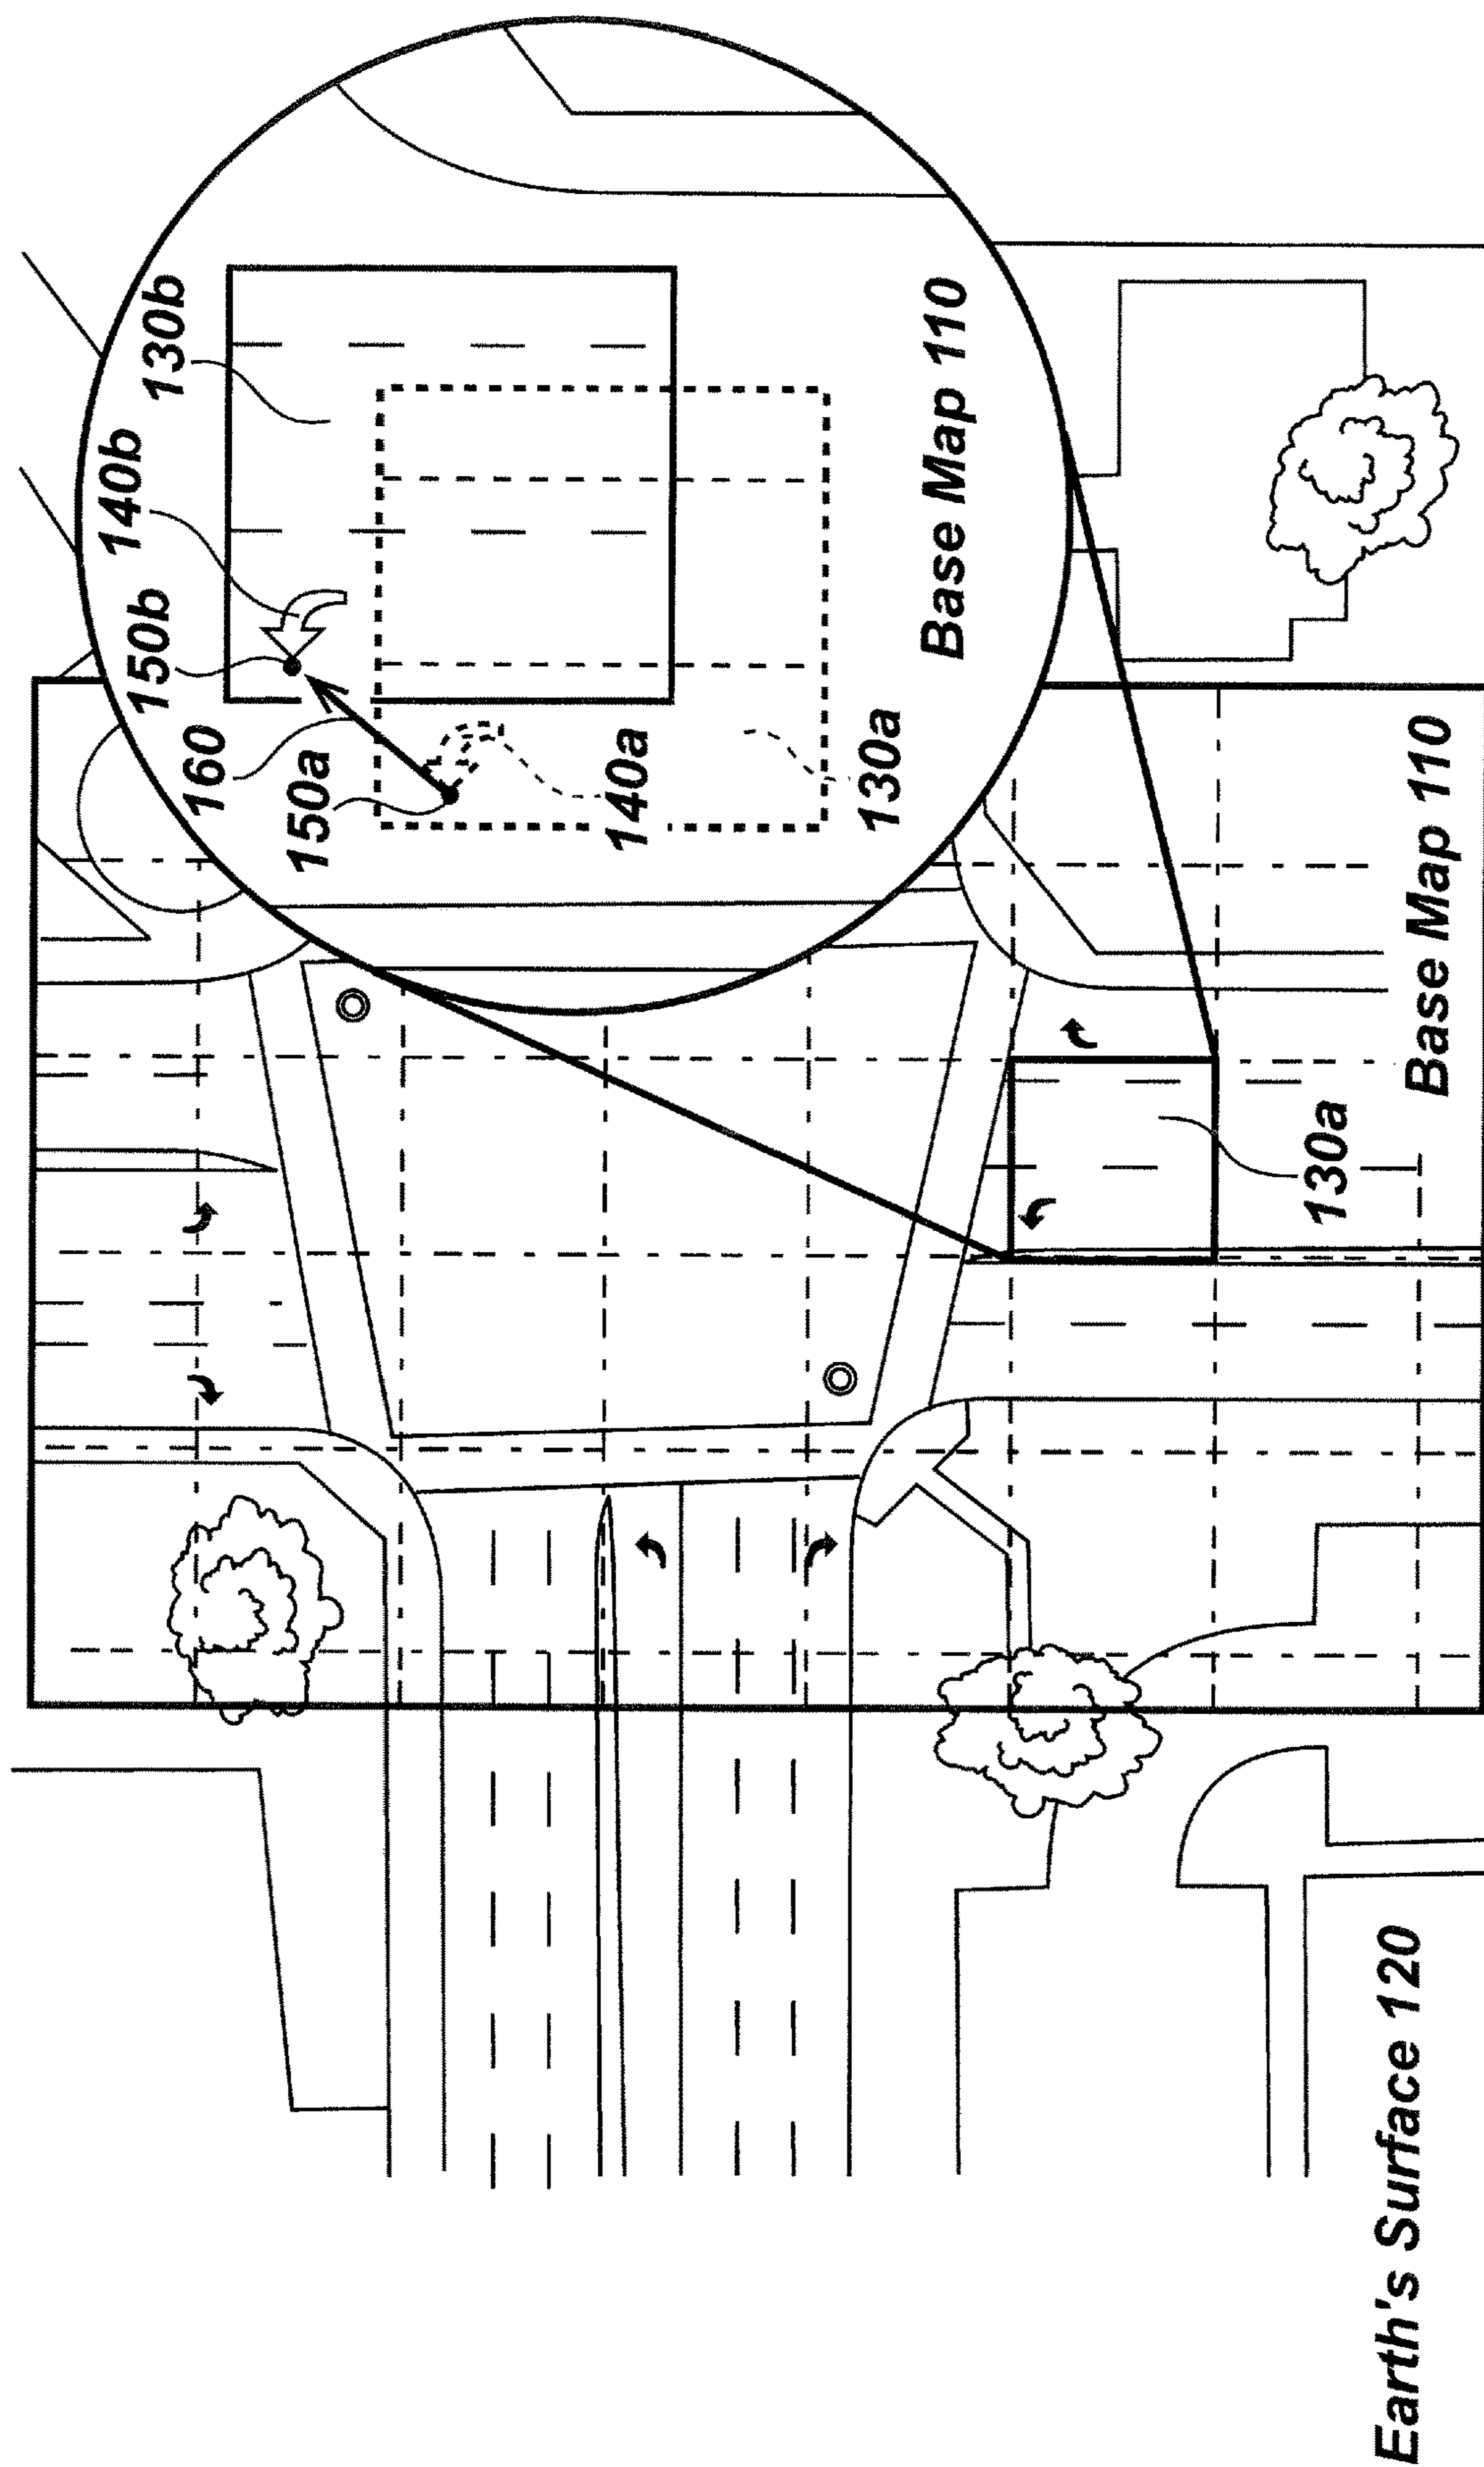 130b
140b
150b
160
150a
140a
130a
Base Map 110
Base Map 110
130a
Earth's Surface 120